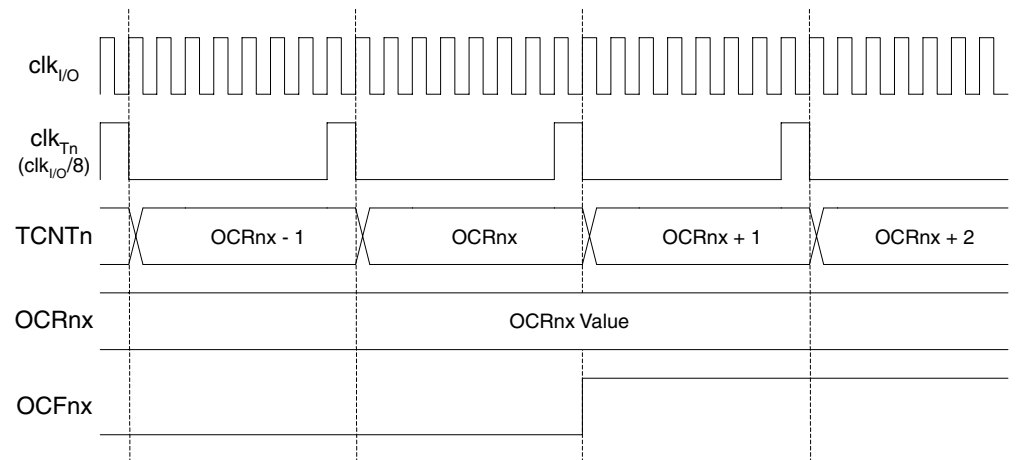 clkI/O
clkTn
(clkI/O/8)
TCNTn
OCRnx - 1
OCRnx
OCRnx + 1
OCRnx + 2
OCRnx
OCRnx Value
OCFnx